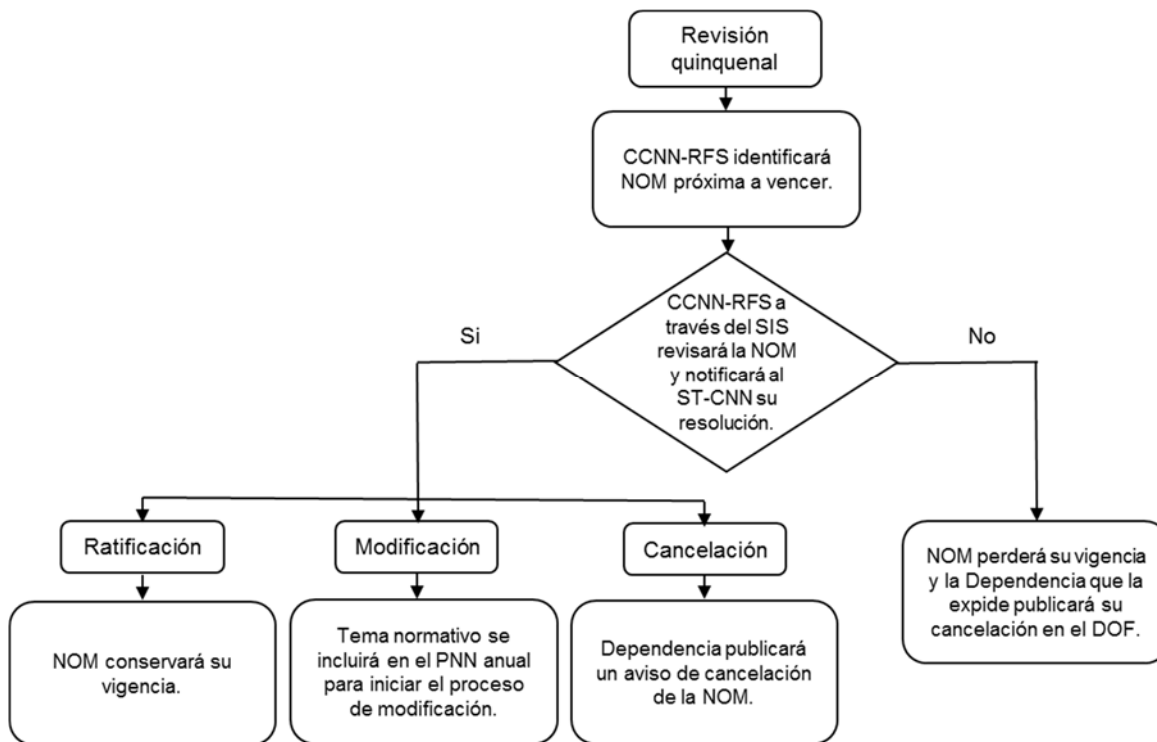 Revisión
quinquenal
CCNN-RFS identificará
NOM próxima a vencer.
CCNN-RFS a
través del SIS
revisará la NOM
y notificará al
ST-CNN su
resolución.
Si
No
Ratificación
Modificación
Cancelación
NOM conservará su
vigencia.
Tema normativo se
incluirá en el PNN anual
para iniciar el proceso
de modificación.
Dependencia publicará
un aviso de cancelación
de la NOM.
NOM perderá su vigencia
y la Dependencia que la
expide publicará su
cancelación en el DOF.